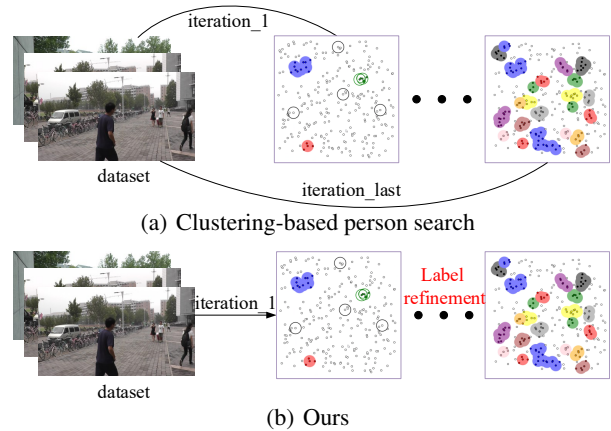 iteration_1
dataset
iteration_last
(a) Clustering-based person search
iteration_1
Label
refinement
dataset
(b) Ours